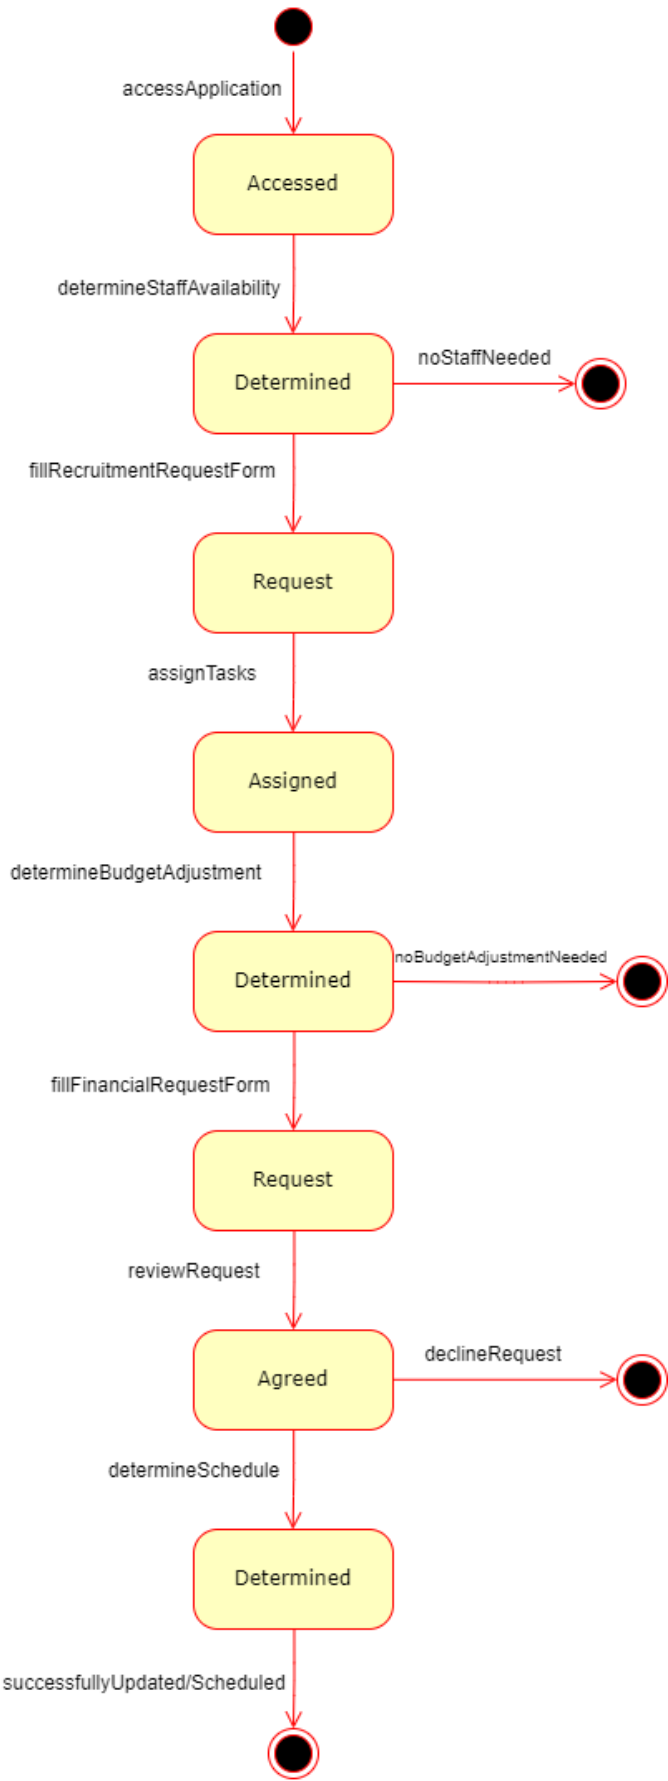 accessApplication
Accessed
determineStaffAvailability
Determined
noStaffNeeded
fillRecruitmentRequestForm
Request
assignTasks
Assigned
determineBudgetAdjustment
Determined
noBudgetAdjustmentNeeded
fillFinancialRequestForm
Request
reviewRequest
Agreed
declineRequest
determineSchedule
Determined
successfullyUpdated/Scheduled